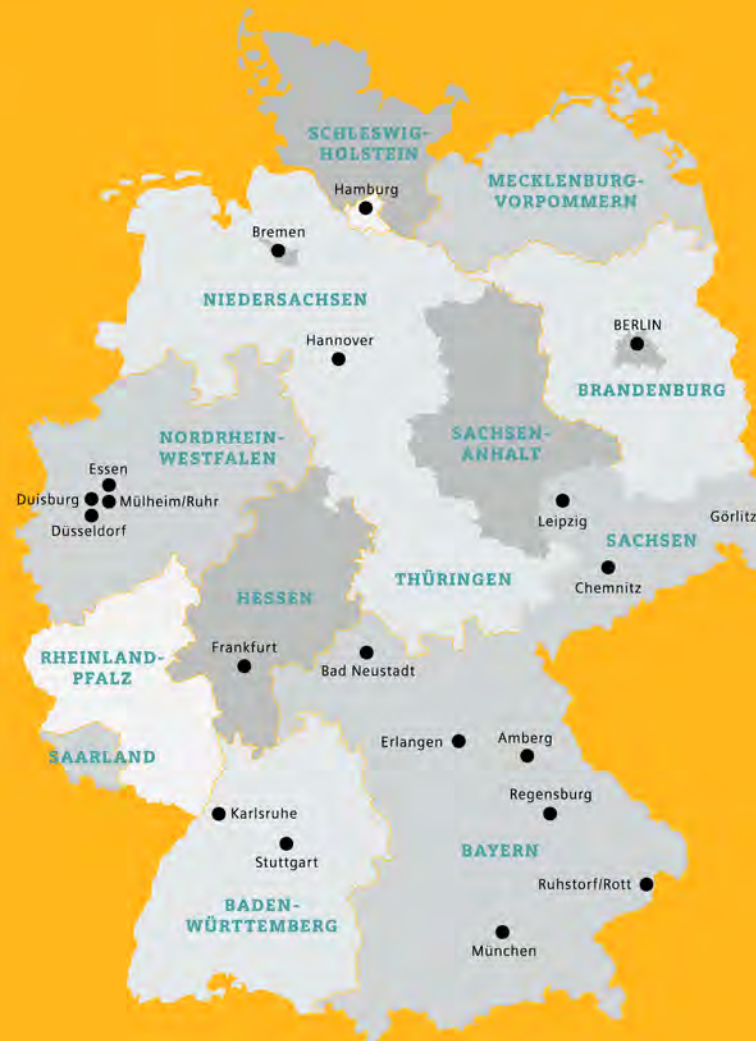 SCHLESWIG-
HOLSTEIN
MECKLENBURG-
VORPOMMERN
Hamburg
Bremen
NIEDERSACHSEN
Hannover
BERLIN
BRANDENBURG
NORDRHEIN-
WESTFALEN
SACHSEN-
ANHALT
Essen
Duisburg
Mülheim/Ruhr
Düsseldorf
Leipzig
Görlitz
SACHSEN
Chemnitz
THÜRINGEN
HESSEN
RHEINLAND-
PFALZ
Frankfurt
Bad Neustadt
SAARLAND
Erlangen
Amberg
Regensburg
Karlsruhe
Stuttgart
BAYERN
Ruhstorf/Rott
BADEN-
WÜRTTEMBERG
München